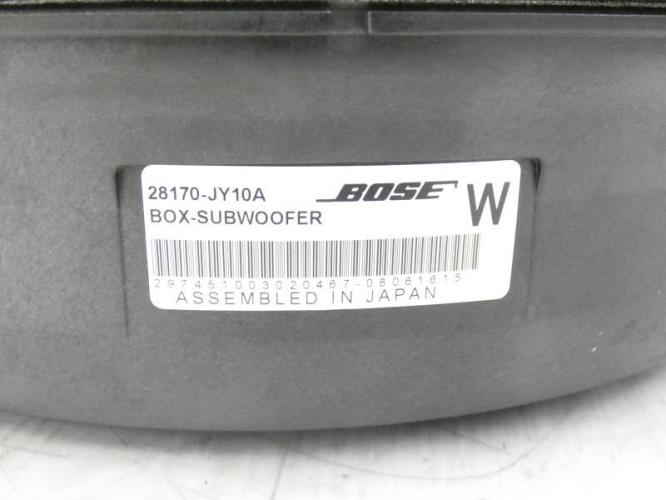 28170-JY10A BOSE W
BOX-SUBWOOFER
297451003020467-08061615
ASSEMBLED IN JAPAN